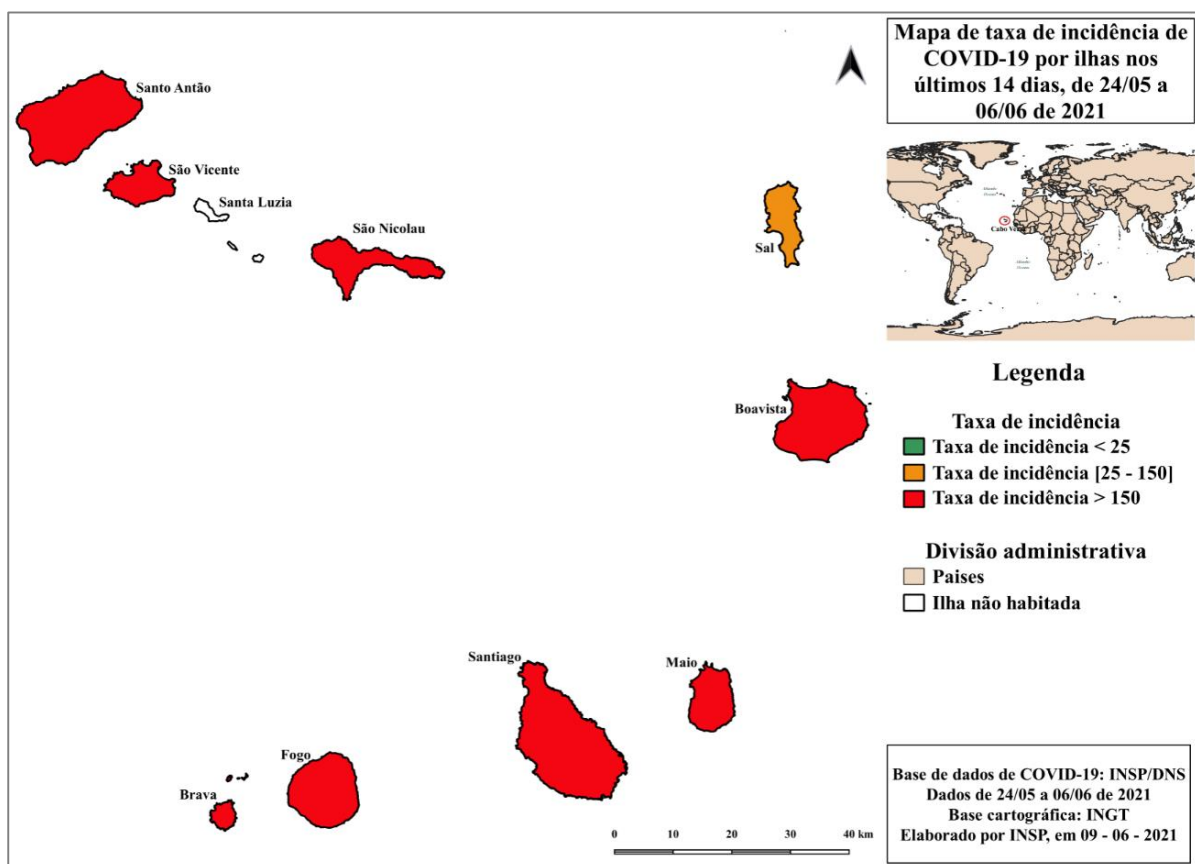 Mapa de taxa de incidência de
COVID-19 por ilhas nos
últimos 14 dias, de 24/05 a
06/06 de 2021
Santo Antão
São Vicente
Santa Luzia
São Nicolau
Sal
Boavista
Santiago
Maio
Fogo
Brava
Legenda
Taxa de incidência
Taxa de incidência < 25
Taxa de incidência [25 - 150]
Taxa de incidência > 150
Divisão administrativa
Paises
Ilha não habitada
0 10 20 30 40 km
Base de dados de COVID-19: INSP/DNS
Dados de 24/05 a 06/06 de 2021
Base cartográfica: INGT
Elaborado por INSP, em 09 - 06 - 2021